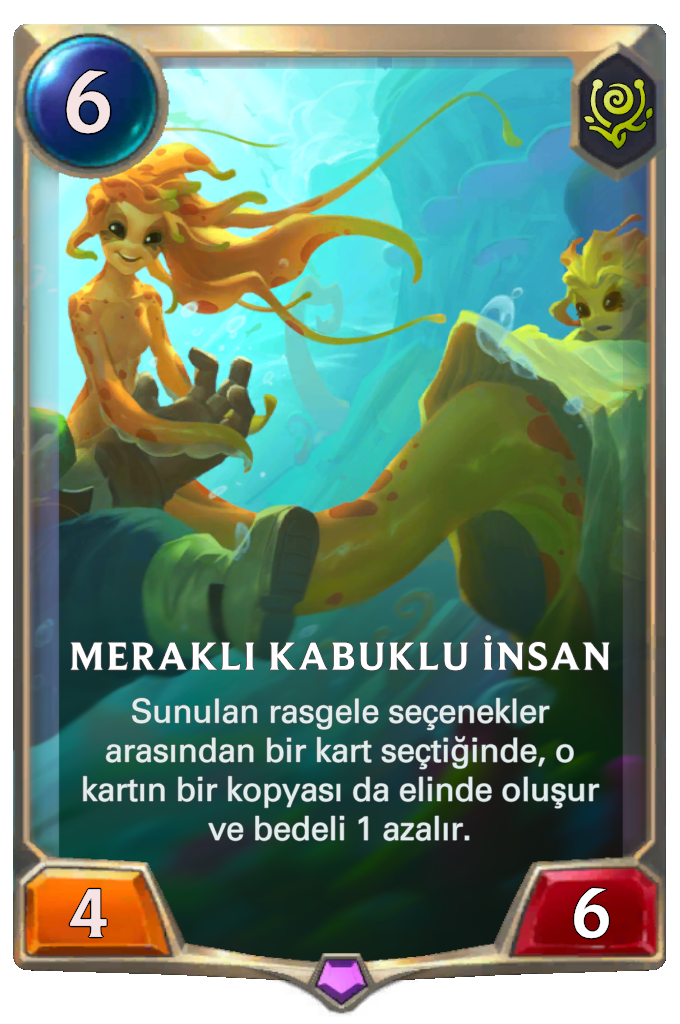 6
MERAKLI KABUKLU İNSAN
Sunulan rasgele seçenekler
arasından bir kart seçtiğinde, o
kartın bir kopyası da elinde oluşur
ve bedeli 1 azalır.
4
6